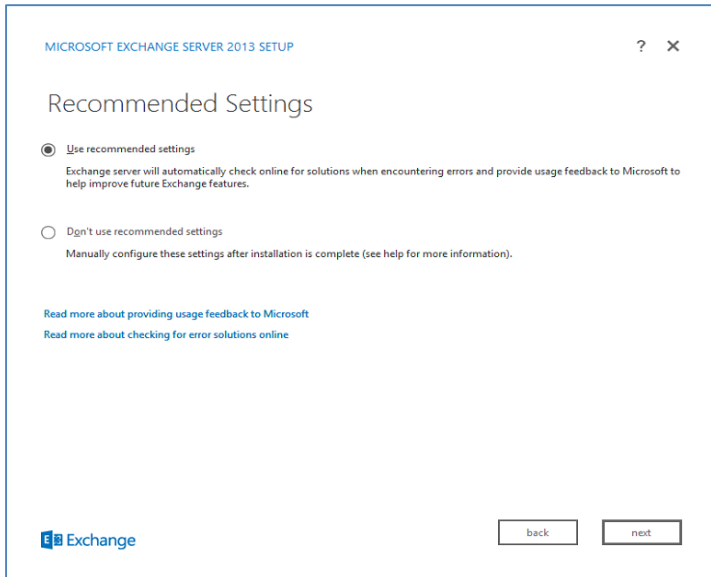 MICROSOFT EXCHANGE SERVER 2013 SETUP
? ✕
Recommended Settings
Use recommended settings
Exchange server will automatically check online for solutions when encountering errors and provide usage feedback to Microsoft to
help improve future Exchange features.
Don't use recommended settings
Manually configure these settings after installation is complete (see help for more information).
Read more about providing usage feedback to Microsoft
Read more about checking for error solutions online
Exchange
back next